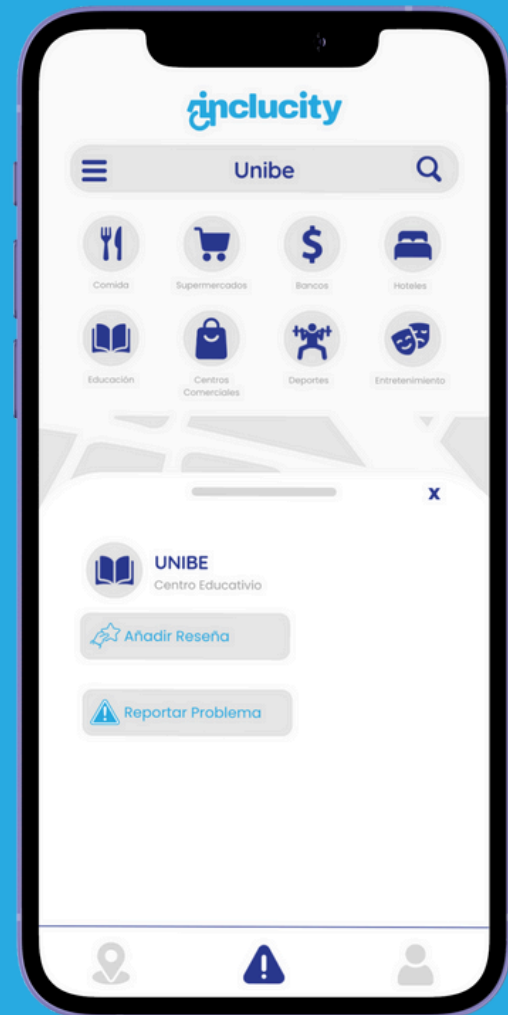 inclucity
Unibe
$
Comida
Supermercados
Bancos
Hoteles
Educación
Centros
Comerciales
Deportes
Entretenimiento
x
UNIBE
Centro Educativio
Añadir Reseña
Reportar Problema